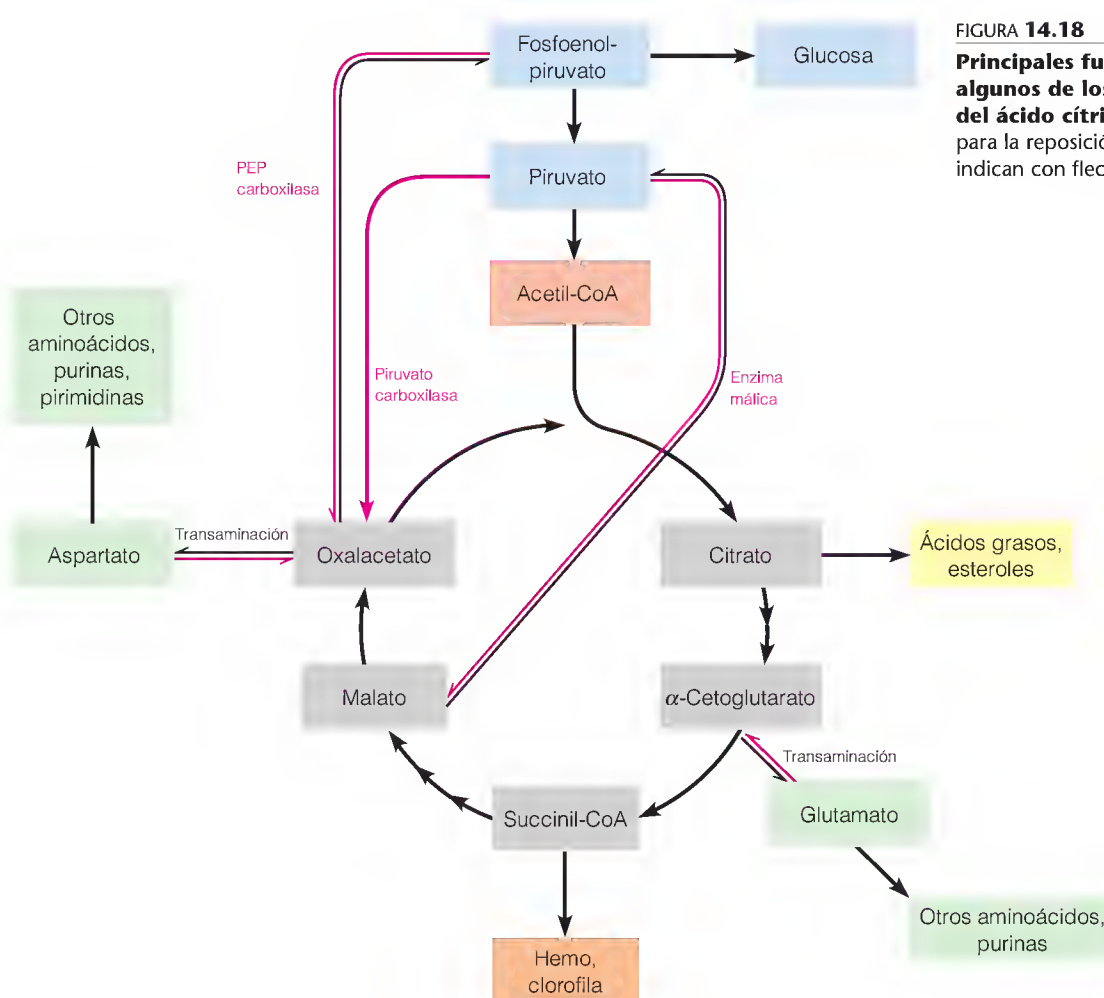 FIGURA 14.18
Principales fu
algunos de los
del ácido cítri
para la reposició
indican con flec
Fosfoenol-
piruvato
Glucosa
PEP
carboxilasa
Piruvato
Acetil-CoA
Otros
aminoácidos,
purinas,
pirimidinas
Piruvato
carboxilasa
Enzima
málica
Aspartato
Transaminación
Oxalacetato
Citrato
Ácidos grasos,
esteroles
Malato
α-Cetoglutarato
Transaminación
Succinil-CoA
Glutamato
Hemo,
clorofila
Otros aminoácidos,
purinas